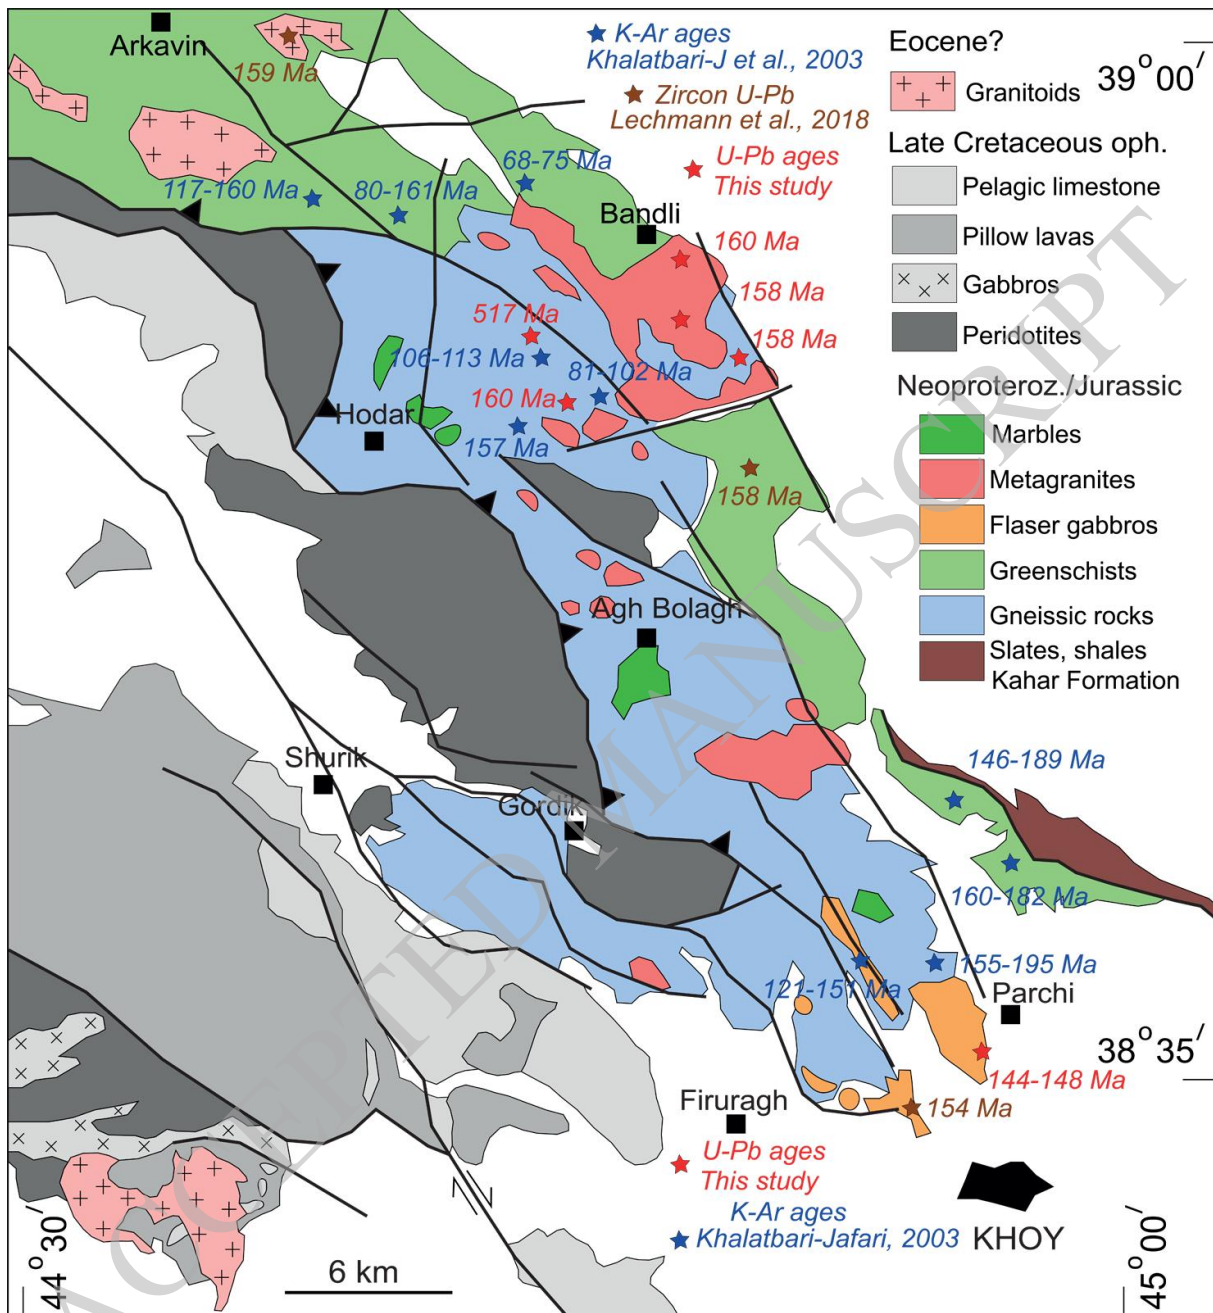 Arkavin
159 Ma
K-Ar ages
Khalatbari-J et al., 2003
Zircon U-Pb
Lechmann et al., 2018
U-Pb ages
This study
Eocene?
Granitoids
39° 00′
Late Cretaceous oph.
Pelagic limestone
Pillow lavas
Gabbros
Peridotites
Neoproteroz./Jurassic
Marbles
Metagranites
Flaser gabbros
Greenschists
Gneissic rocks
Slates, shales
Kahar Formation
117-160 Ma
80-161 Ma
68-75 Ma
Bandli
160 Ma
158 Ma
158 Ma
517 Ma
106-113 Ma
81-102 Ma
160 Ma
157 Ma
Hodar
158 Ma
Agh Bolagh
Shurik
Gordik
146-189 Ma
160-182 Ma
155-195 Ma
121-151 Ma
Parchi
38° 35′
144-148 Ma
154 Ma
Firuragh
U-Pb ages
This study
K-Ar ages
Khalatbari-Jafari, 2003
KHOY
6 km
44° 30′
45° 00′
ACCEPTED MANUSCRIPT